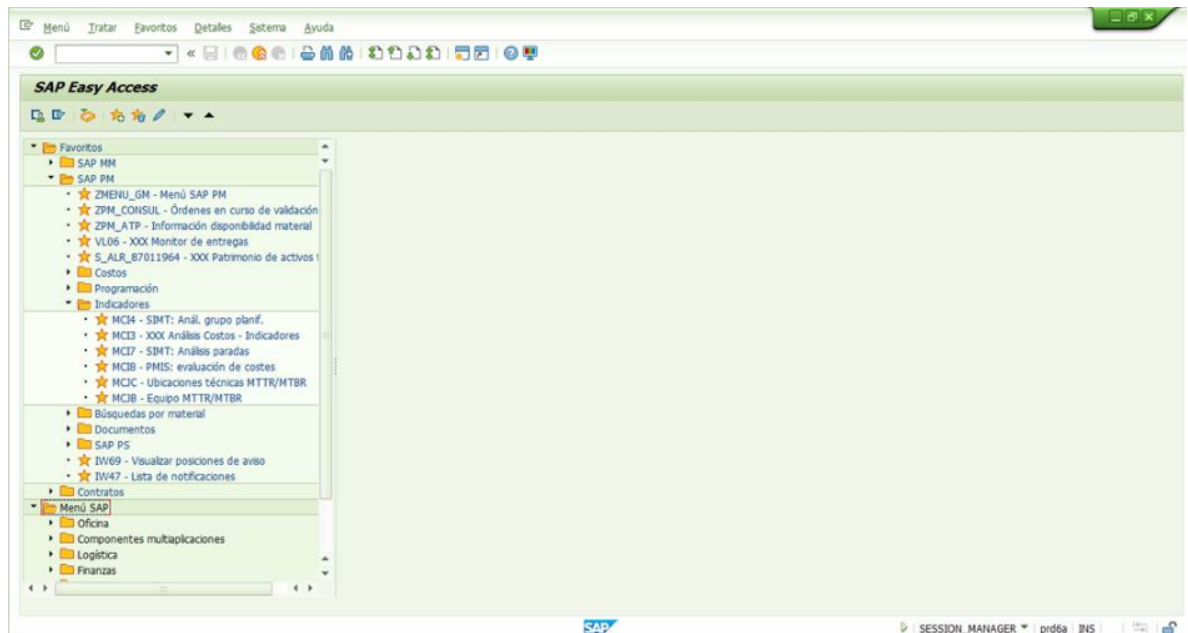 Menú Tratar Favoritos Detalles Sistema Ayuda
SAP Easy Access
Favoritos
SAP MM
SAP PM
ZMENU_GM - Menú SAP PM
ZPM_CONSUL - Órdenes en curso de validación
ZPM_ATP - Información disponibilidad material
VL06 - XXX Monitor de entregas
S_ALR_87011964 - XXX Patrimonio de activos
Costos
Programación
Indicadores
MCI4 - SIMT: Anál. grupo planif.
MCI3 - XXX Análisis Costos - Indicadores
MCI7 - SIMT: Análisis paradas
MCI8 - PMIS: evaluación de costes
MCJC - Ubicaciones técnicas MTTR/MTBR
MCJB - Equipo MTTR/MTBR
Búsquedas por material
Documentos
SAP PS
IW69 - Visualizar posiciones de aviso
IW47 - Lista de notificaciones
Contratos
Menú SAP
Oficina
Componentes multiaplicaciones
Logística
Finanzas
SAP SESSION_MANAGER prd6a INS